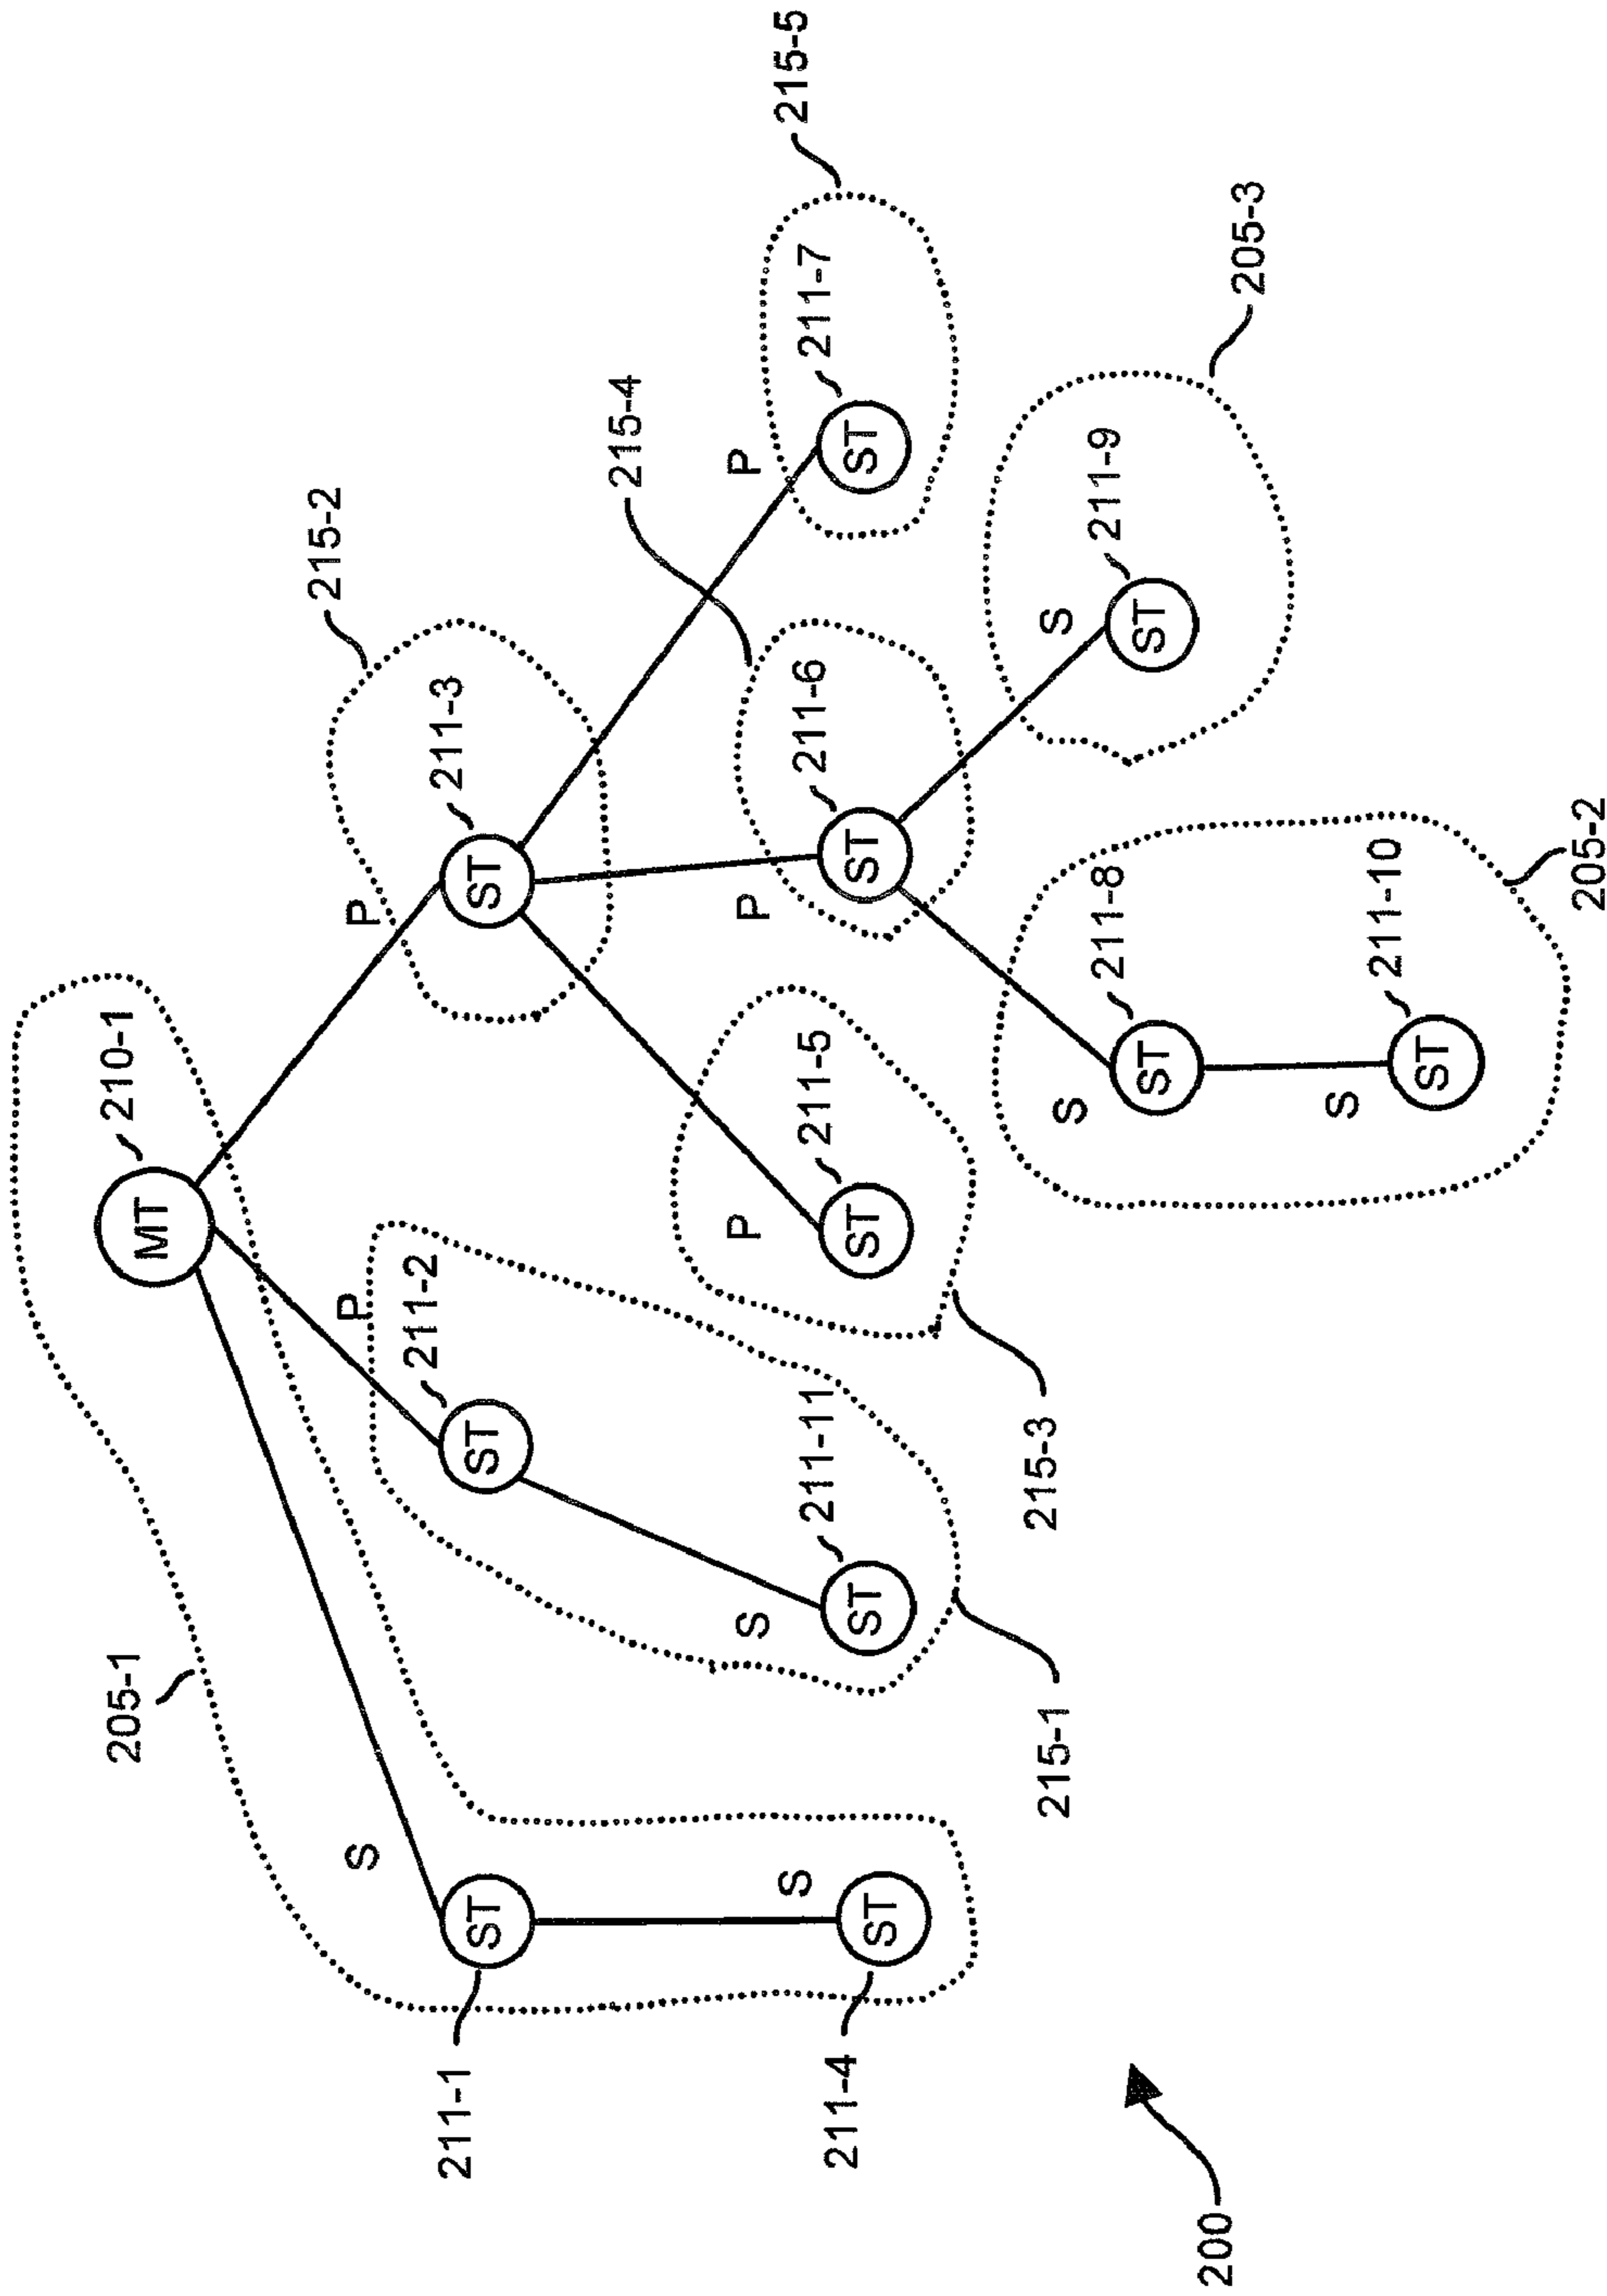 205-1
210-1
MT
215-2
S
P
P
211-1
211-2
211-3
ST
ST
ST
215-4
S
S
P
P
P
215-5
211-4
211-11
211-5
211-6
211-7
ST
ST
ST
ST
ST
215-1
215-3
S
S
211-8
211-9
ST
ST
200
205-3
S
211-10
ST
205-2